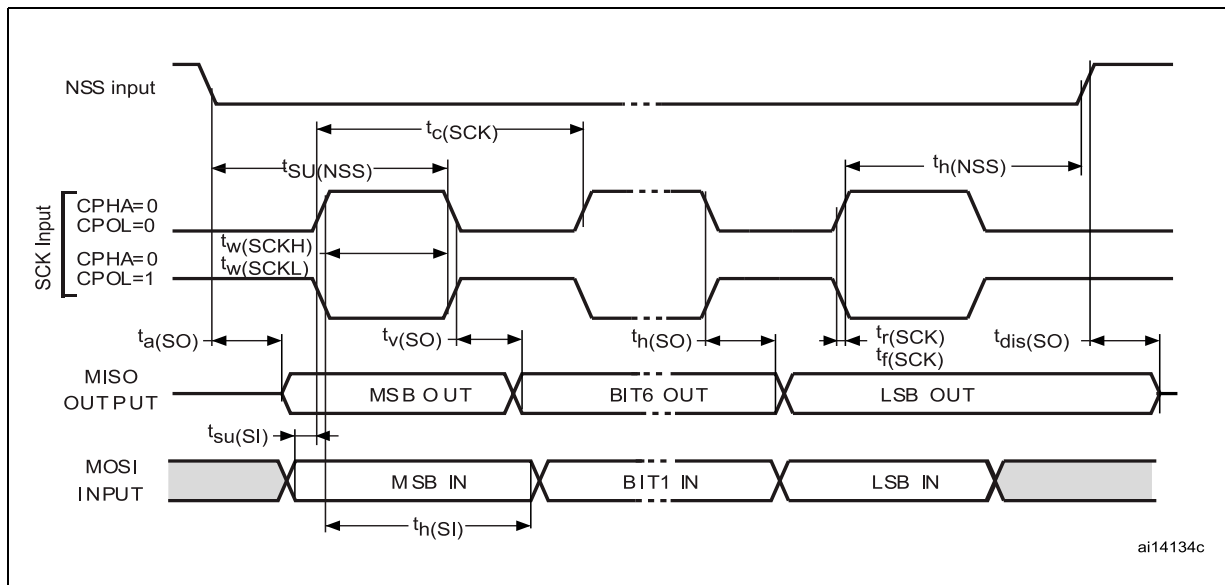 NSS input
tc(SCK)
tSU(NSS)
th(NSS)
SCK Input
CPHA=0
CPOL=0
tw(SCKH)
tw(SCKL)
CPHA=0
CPOL=1
ta(SO)
tv(SO)
th(SO)
tr(SCK)
tf(SCK)
tdis(SO)
MISO
OUTPUT
MSB OUT
BIT6 OUT
LSB OUT
tsu(SI)
MOSI
INPUT
MSB IN
BIT1 IN
LSB IN
th(SI)
ai14134c